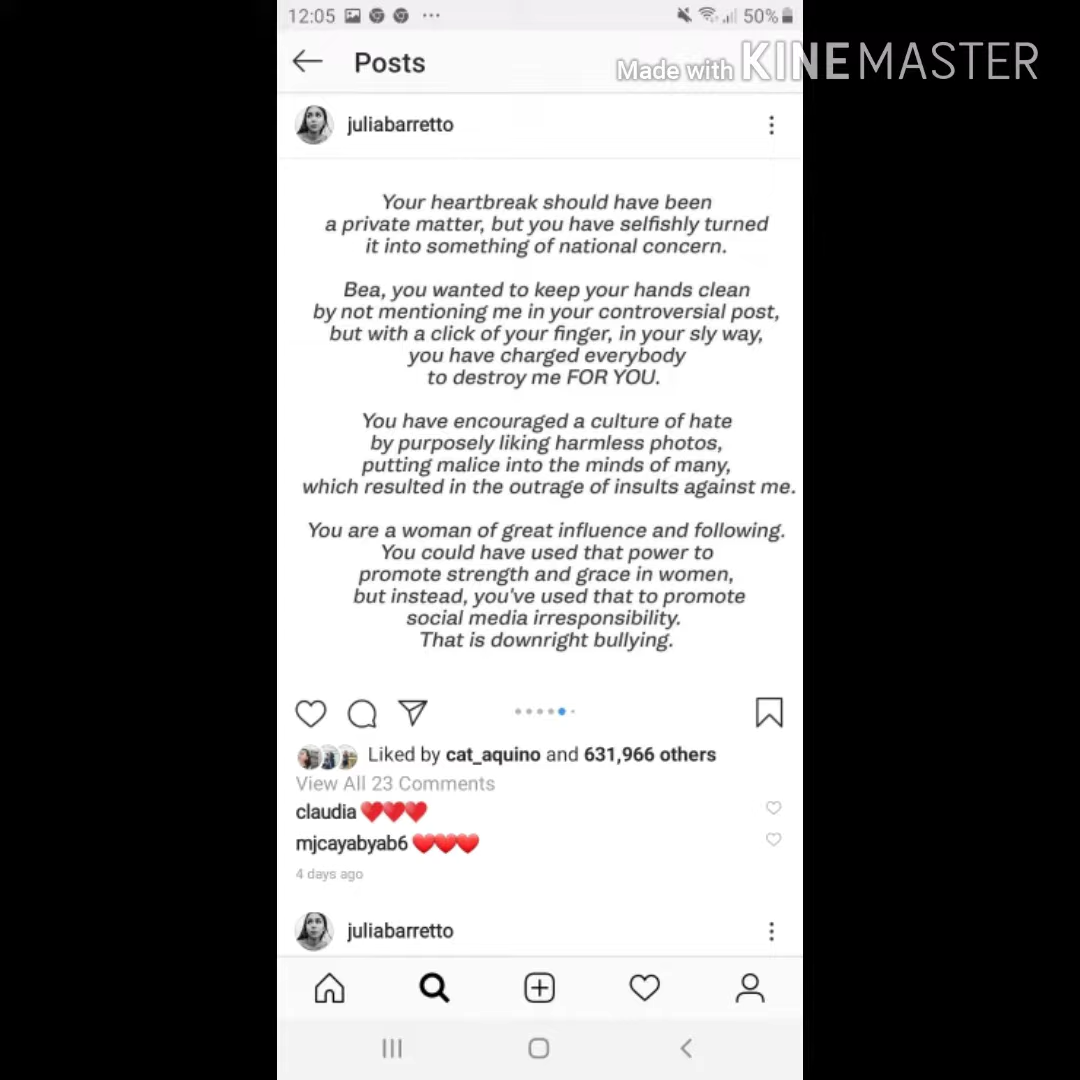 12:05 50%
Posts
Made with KINEMASTER
juliabarretto
Your heartbreak should have been
a private matter, but you have selfishly turned
it into something of national concern.
Bea, you wanted to keep your hands clean
by not mentioning me in your controversial post,
but with a click of your finger, in your sly way,
you have charged everybody
to destroy me FOR YOU.
You have encouraged a culture of hate
by purposely liking harmless photos,
putting malice into the minds of many,
which resulted in the outrage of insults against me.
You are a woman of great influence and following.
You could have used that power to
promote strength and grace in women,
but instead, you've used that to promote
social media irresponsibility.
That is downright bullying.
Liked by cat_aquino and 631,966 others
View All 23 Comments
claudia ❤️❤️❤️
mjcayabyab6 ❤️❤️❤️
4 days ago
juliabarretto